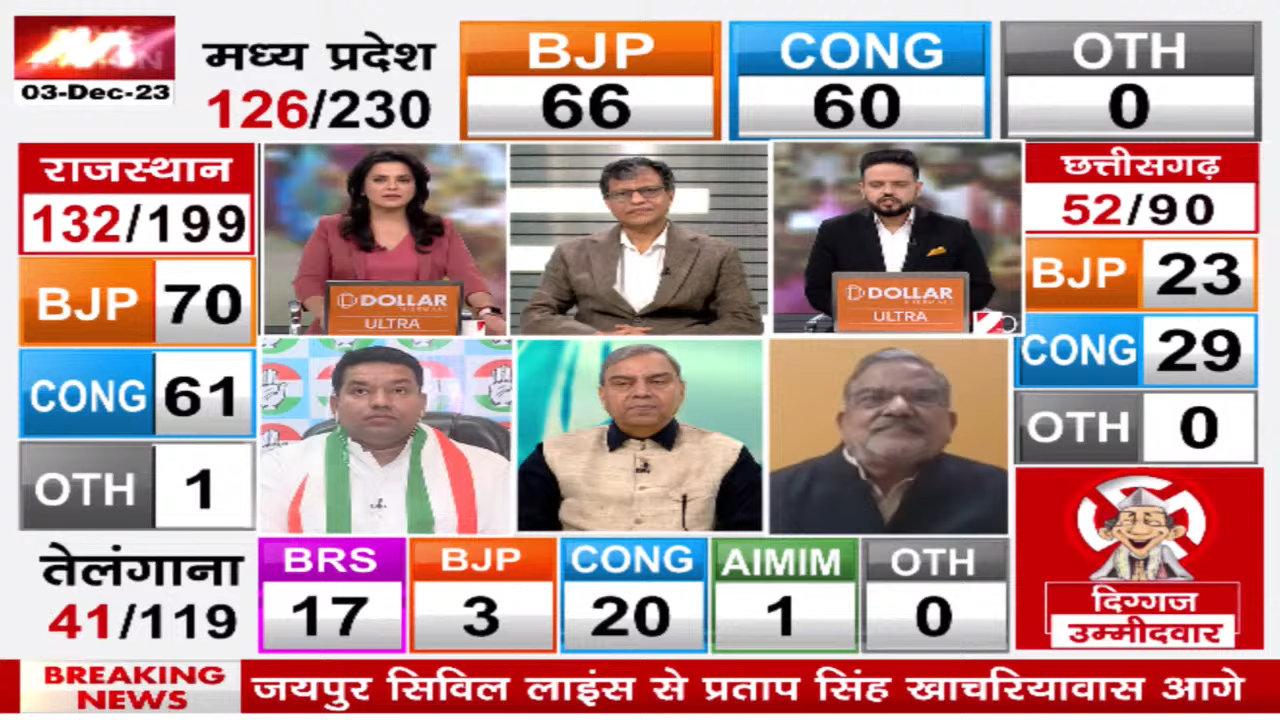 NEWS
NATION
03-Dec-23
मध्य प्रदेश
126/230
BJP
66
CONG
60
OTH
0
राजस्थान
132/199
BJP 70
CONG 61
OTH 1
DOLLAR
ULTRA
DOLLAR
ULTRA
छत्तीसगढ़
52/90
BJP 23
CONG 29
OTH 0
दिग्गज
उम्मीदवार
तेलंगाना
41/119
BRS
17
BJP
3
CONG
20
AIMIM
1
OTH
0
BREAKING
NEWS
जयपुर सिविल लाइंस से प्रताप सिंह खाचरियावास आगे